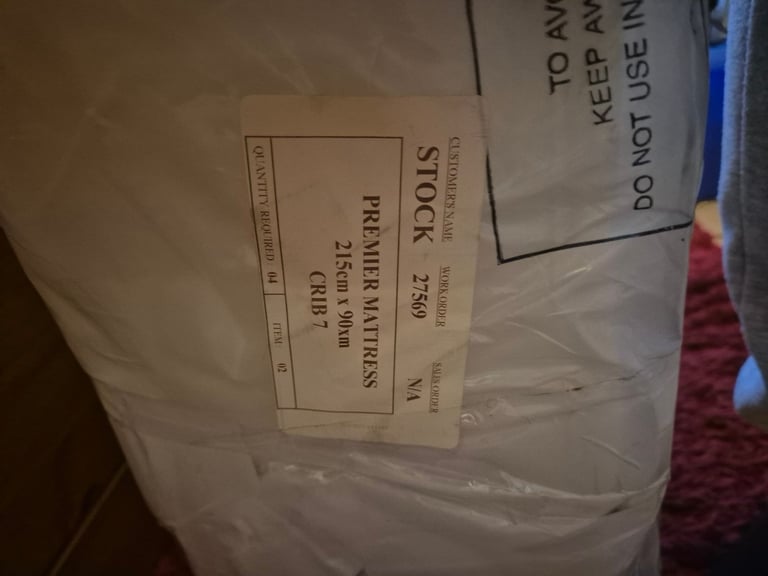 CUSTOMER'S NAME WORK ORDER SALES ORDER
STOCK 27569 N/A
PREMIER MATTRESS
215cm x 90xm
CRIB 7
QUANTITY REQUIRED 04 ITEM 02
TO AV
KEEP AW
DO NOT USE IN